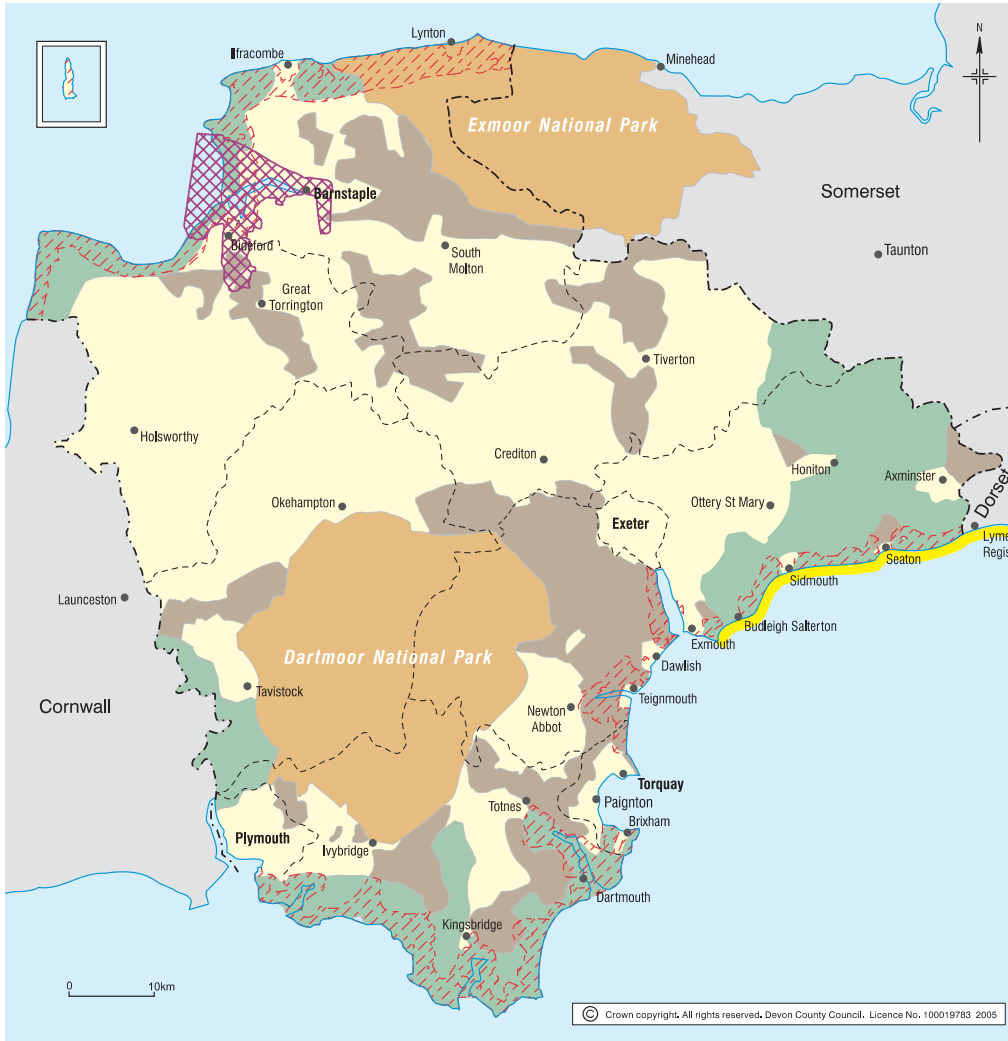 Lynton
N
Ilfracombe
Minehead
Exmoor National Park
Barnstaple
Somerset
Bideford
South
Molton
Taunton
Great
Torrington
Tiverton
Holsworthy
Crediton
Honiton
Axminster
Okehampton
Ottery St Mary
Exeter
Dorset
Lyme
Regis
Seaton
Sidmouth
Launceston
Budleigh Salterton
Exmouth
Dartmoor National Park
Dawlish
Tavistock
Teignmouth
Cornwall
Newton
Abbot
Torquay
Totnes
Paignton
Brixham
Plymouth
Ivybridge
Dartmouth
Kingsbridge
0 10km
© Crown copyright. All rights reserved. Devon County Council. Licence No. 100019783 2005